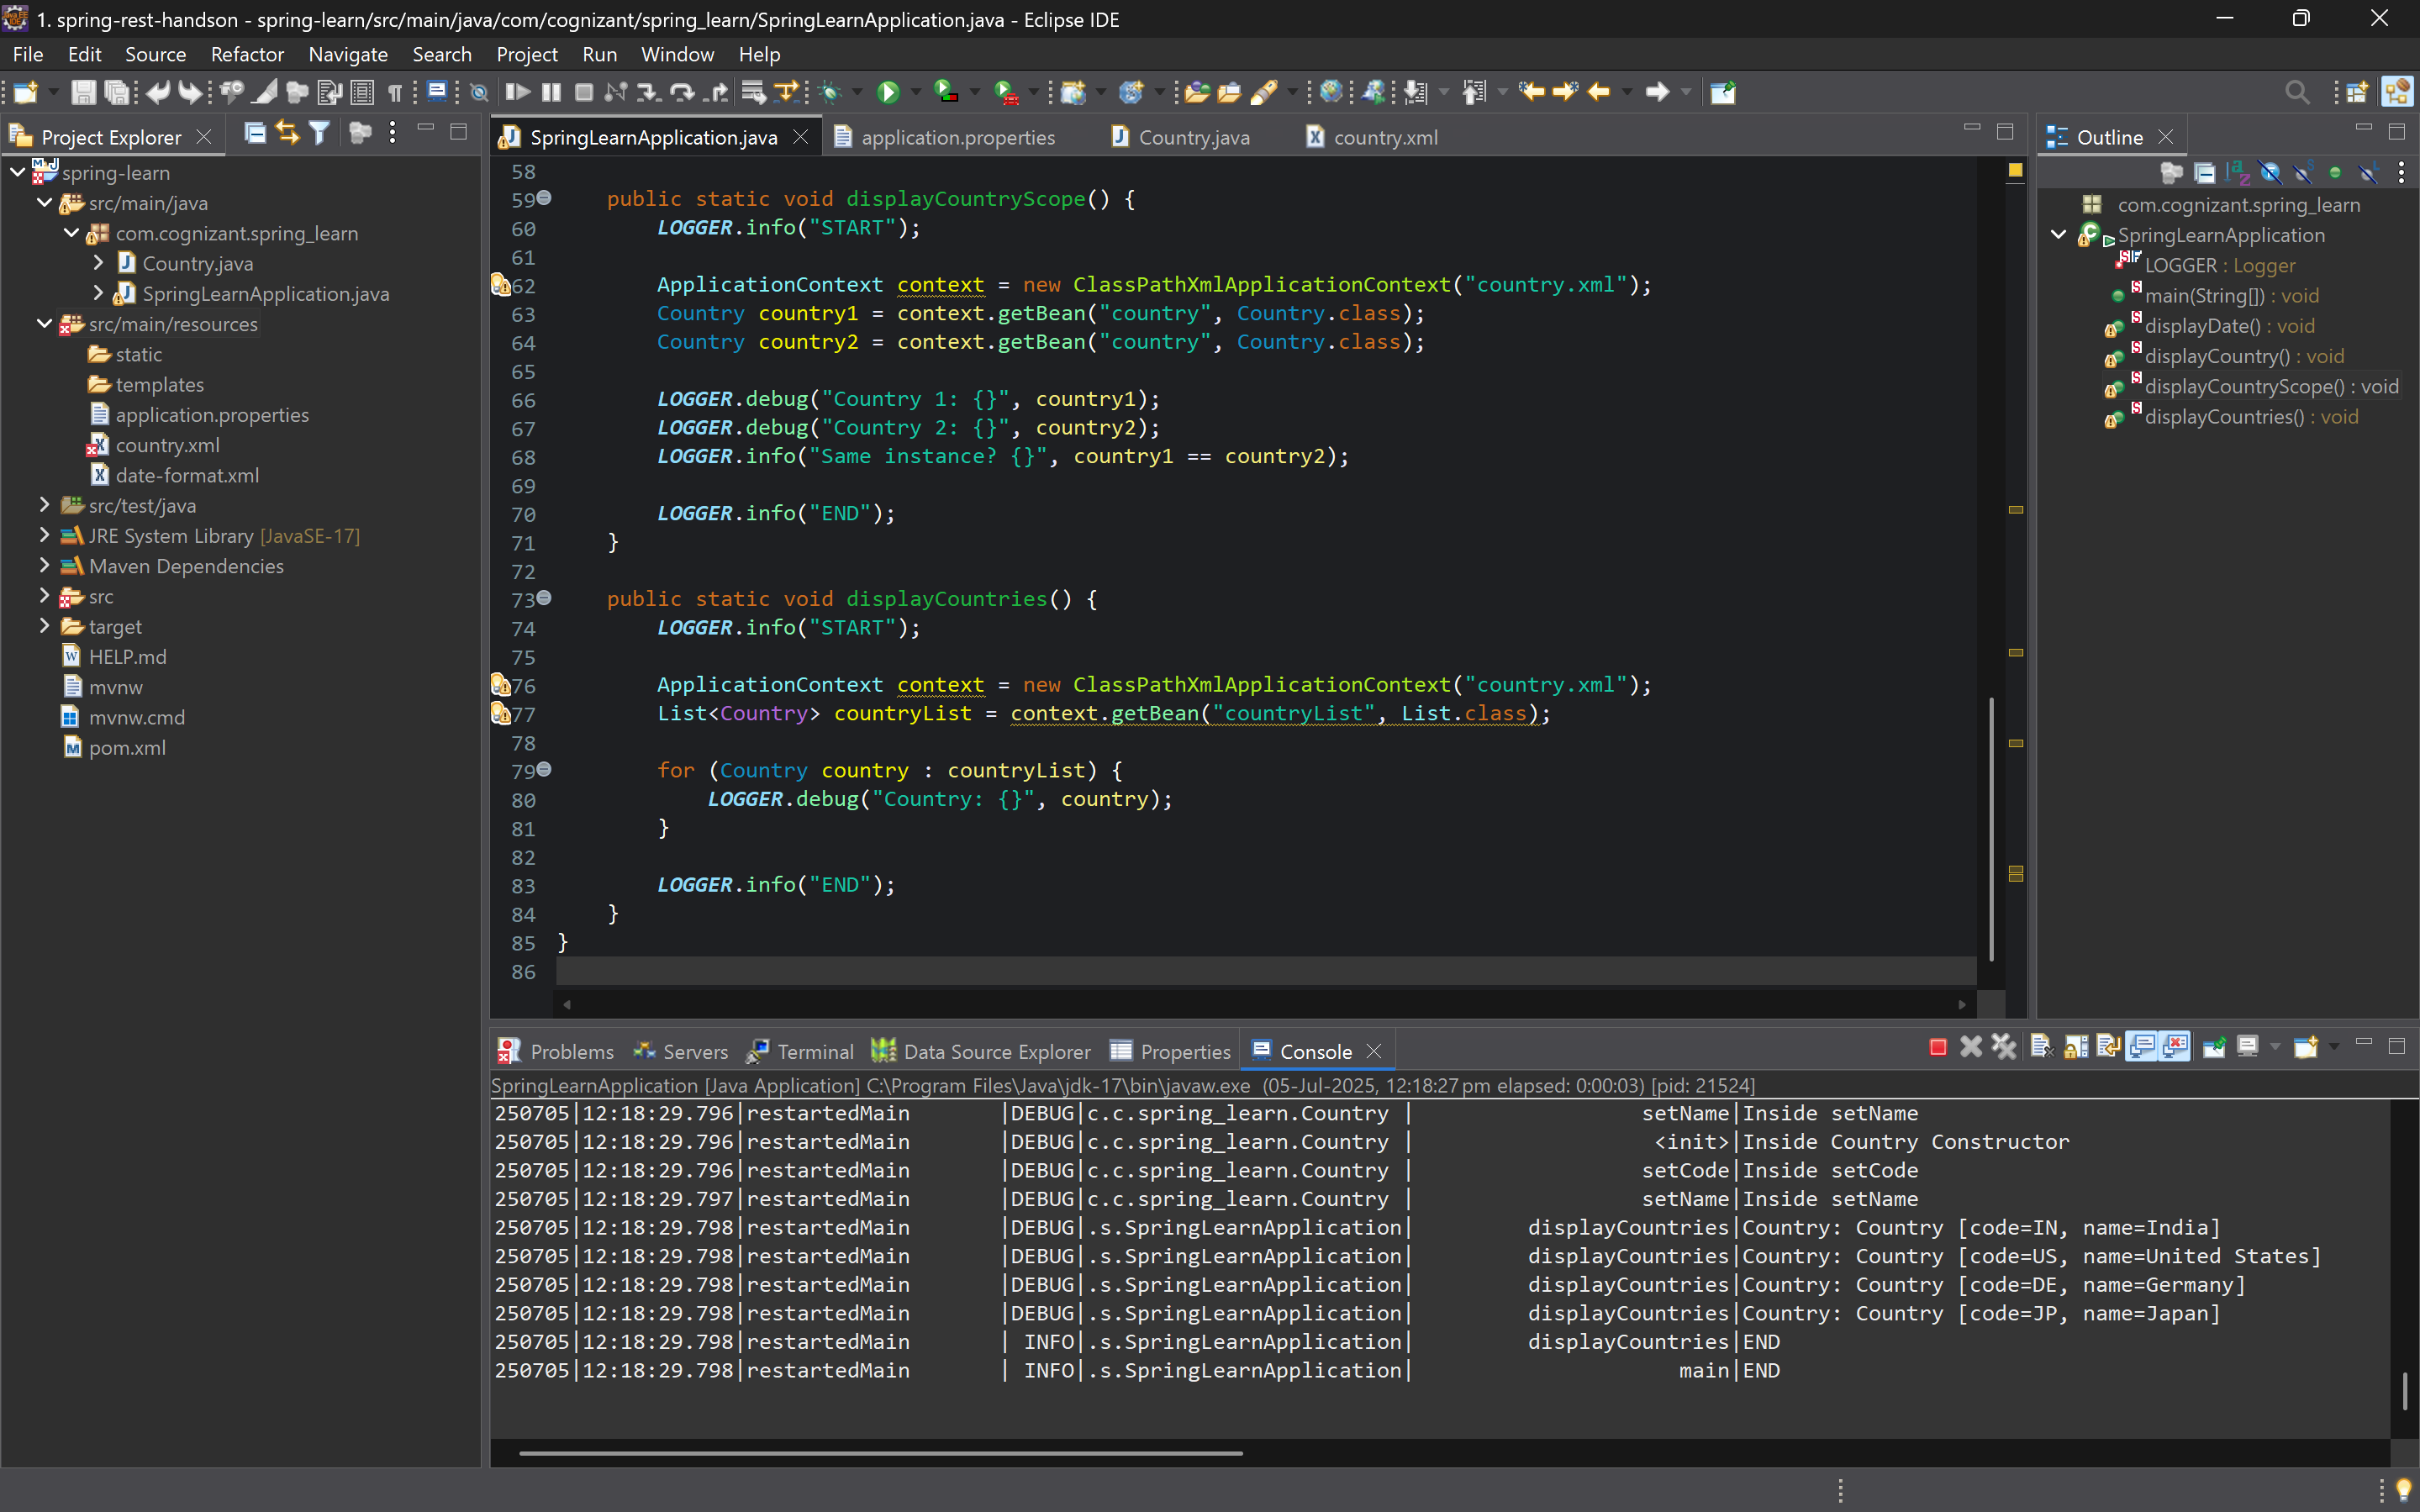 1. spring-rest-handson - spring-learn/src/main/java/com/cognizant/spring_learn/SpringLearnApplication.java - Eclipse IDE
File Edit Source Refactor Navigate Search Project Run Window Help
Project Explorer
spring-learn
src/main/java
com.cognizant.spring_learn
Country.java
SpringLearnApplication.java
src/main/resources
static
templates
application.properties
country.xml
date-format.xml
src/test/java
JRE System Library [JavaSE-17]
Maven Dependencies
src
target
HELP.md
mvnw
mvnw.cmd
pom.xml
SpringLearnApplication.java application.properties Country.java country.xml
58
59 public static void displayCountryScope() {
60 LOGGER.info("START");
61
62 ApplicationContext context = new ClassPathXmlApplicationContext("country.xml");
63 Country country1 = context.getBean("country", Country.class);
64 Country country2 = context.getBean("country", Country.class);
65
66 LOGGER.debug("Country 1: {}", country1);
67 LOGGER.debug("Country 2: {}", country2);
68 LOGGER.info("Same instance? {}", country1 == country2);
69
70 LOGGER.info("END");
71 }
72
73 public static void displayCountries() {
74 LOGGER.info("START");
75
76 ApplicationContext context = new ClassPathXmlApplicationContext("country.xml");
77 List<Country> countryList = context.getBean("countryList", List.class);
78
79 for (Country country : countryList) {
80 LOGGER.debug("Country: {}", country);
81 }
82
83 LOGGER.info("END");
84 }
85 }
86
Outline
com.cognizant.spring_learn
SpringLearnApplication
LOGGER : Logger
main(String[]) : void
displayDate() : void
displayCountry() : void
displayCountryScope() : void
displayCountries() : void
Problems Servers Terminal Data Source Explorer Properties Console
SpringLearnApplication [Java Application] C:\Program Files\Java\jdk-17\bin\javaw.exe (05-Jul-2025, 12:18:27 pm elapsed: 0:00:03) [pid: 21524]
250705|12:18:29.796|restartedMain |DEBUG|c.c.spring_learn.Country | setName|Inside setName
250705|12:18:29.796|restartedMain |DEBUG|c.c.spring_learn.Country | <init>|Inside Country Constructor
250705|12:18:29.796|restartedMain |DEBUG|c.c.spring_learn.Country | setCode|Inside setCode
250705|12:18:29.797|restartedMain |DEBUG|c.c.spring_learn.Country | setName|Inside setName
250705|12:18:29.798|restartedMain |DEBUG|.s.SpringLearnApplication| displayCountries|Country: Country [code=IN, name=India]
250705|12:18:29.798|restartedMain |DEBUG|.s.SpringLearnApplication| displayCountries|Country: Country [code=US, name=United States]
250705|12:18:29.798|restartedMain |DEBUG|.s.SpringLearnApplication| displayCountries|Country: Country [code=DE, name=Germany]
250705|12:18:29.798|restartedMain |DEBUG|.s.SpringLearnApplication| displayCountries|Country: Country [code=JP, name=Japan]
250705|12:18:29.798|restartedMain | INFO|.s.SpringLearnApplication| displayCountries|END
250705|12:18:29.798|restartedMain | INFO|.s.SpringLearnApplication| main|END